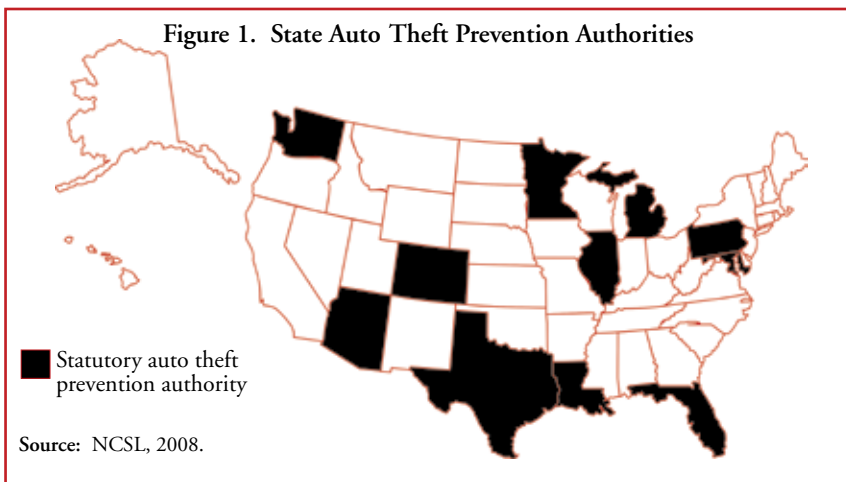 Figure 1. State Auto Theft Prevention Authorities
Statutory auto theft
prevention authority
Source: NCSL, 2008.